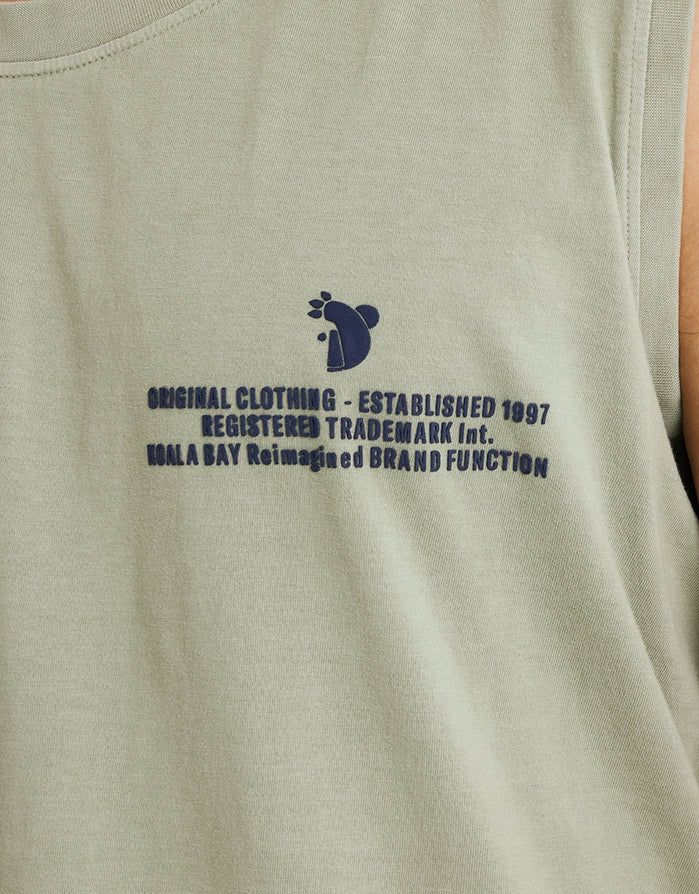 ORIGINAL CLOTHING - ESTABLISHED 1997
REGISTERED TRADEMARK Int.
KOALA BAY Reimagined BRAND FUNCTION